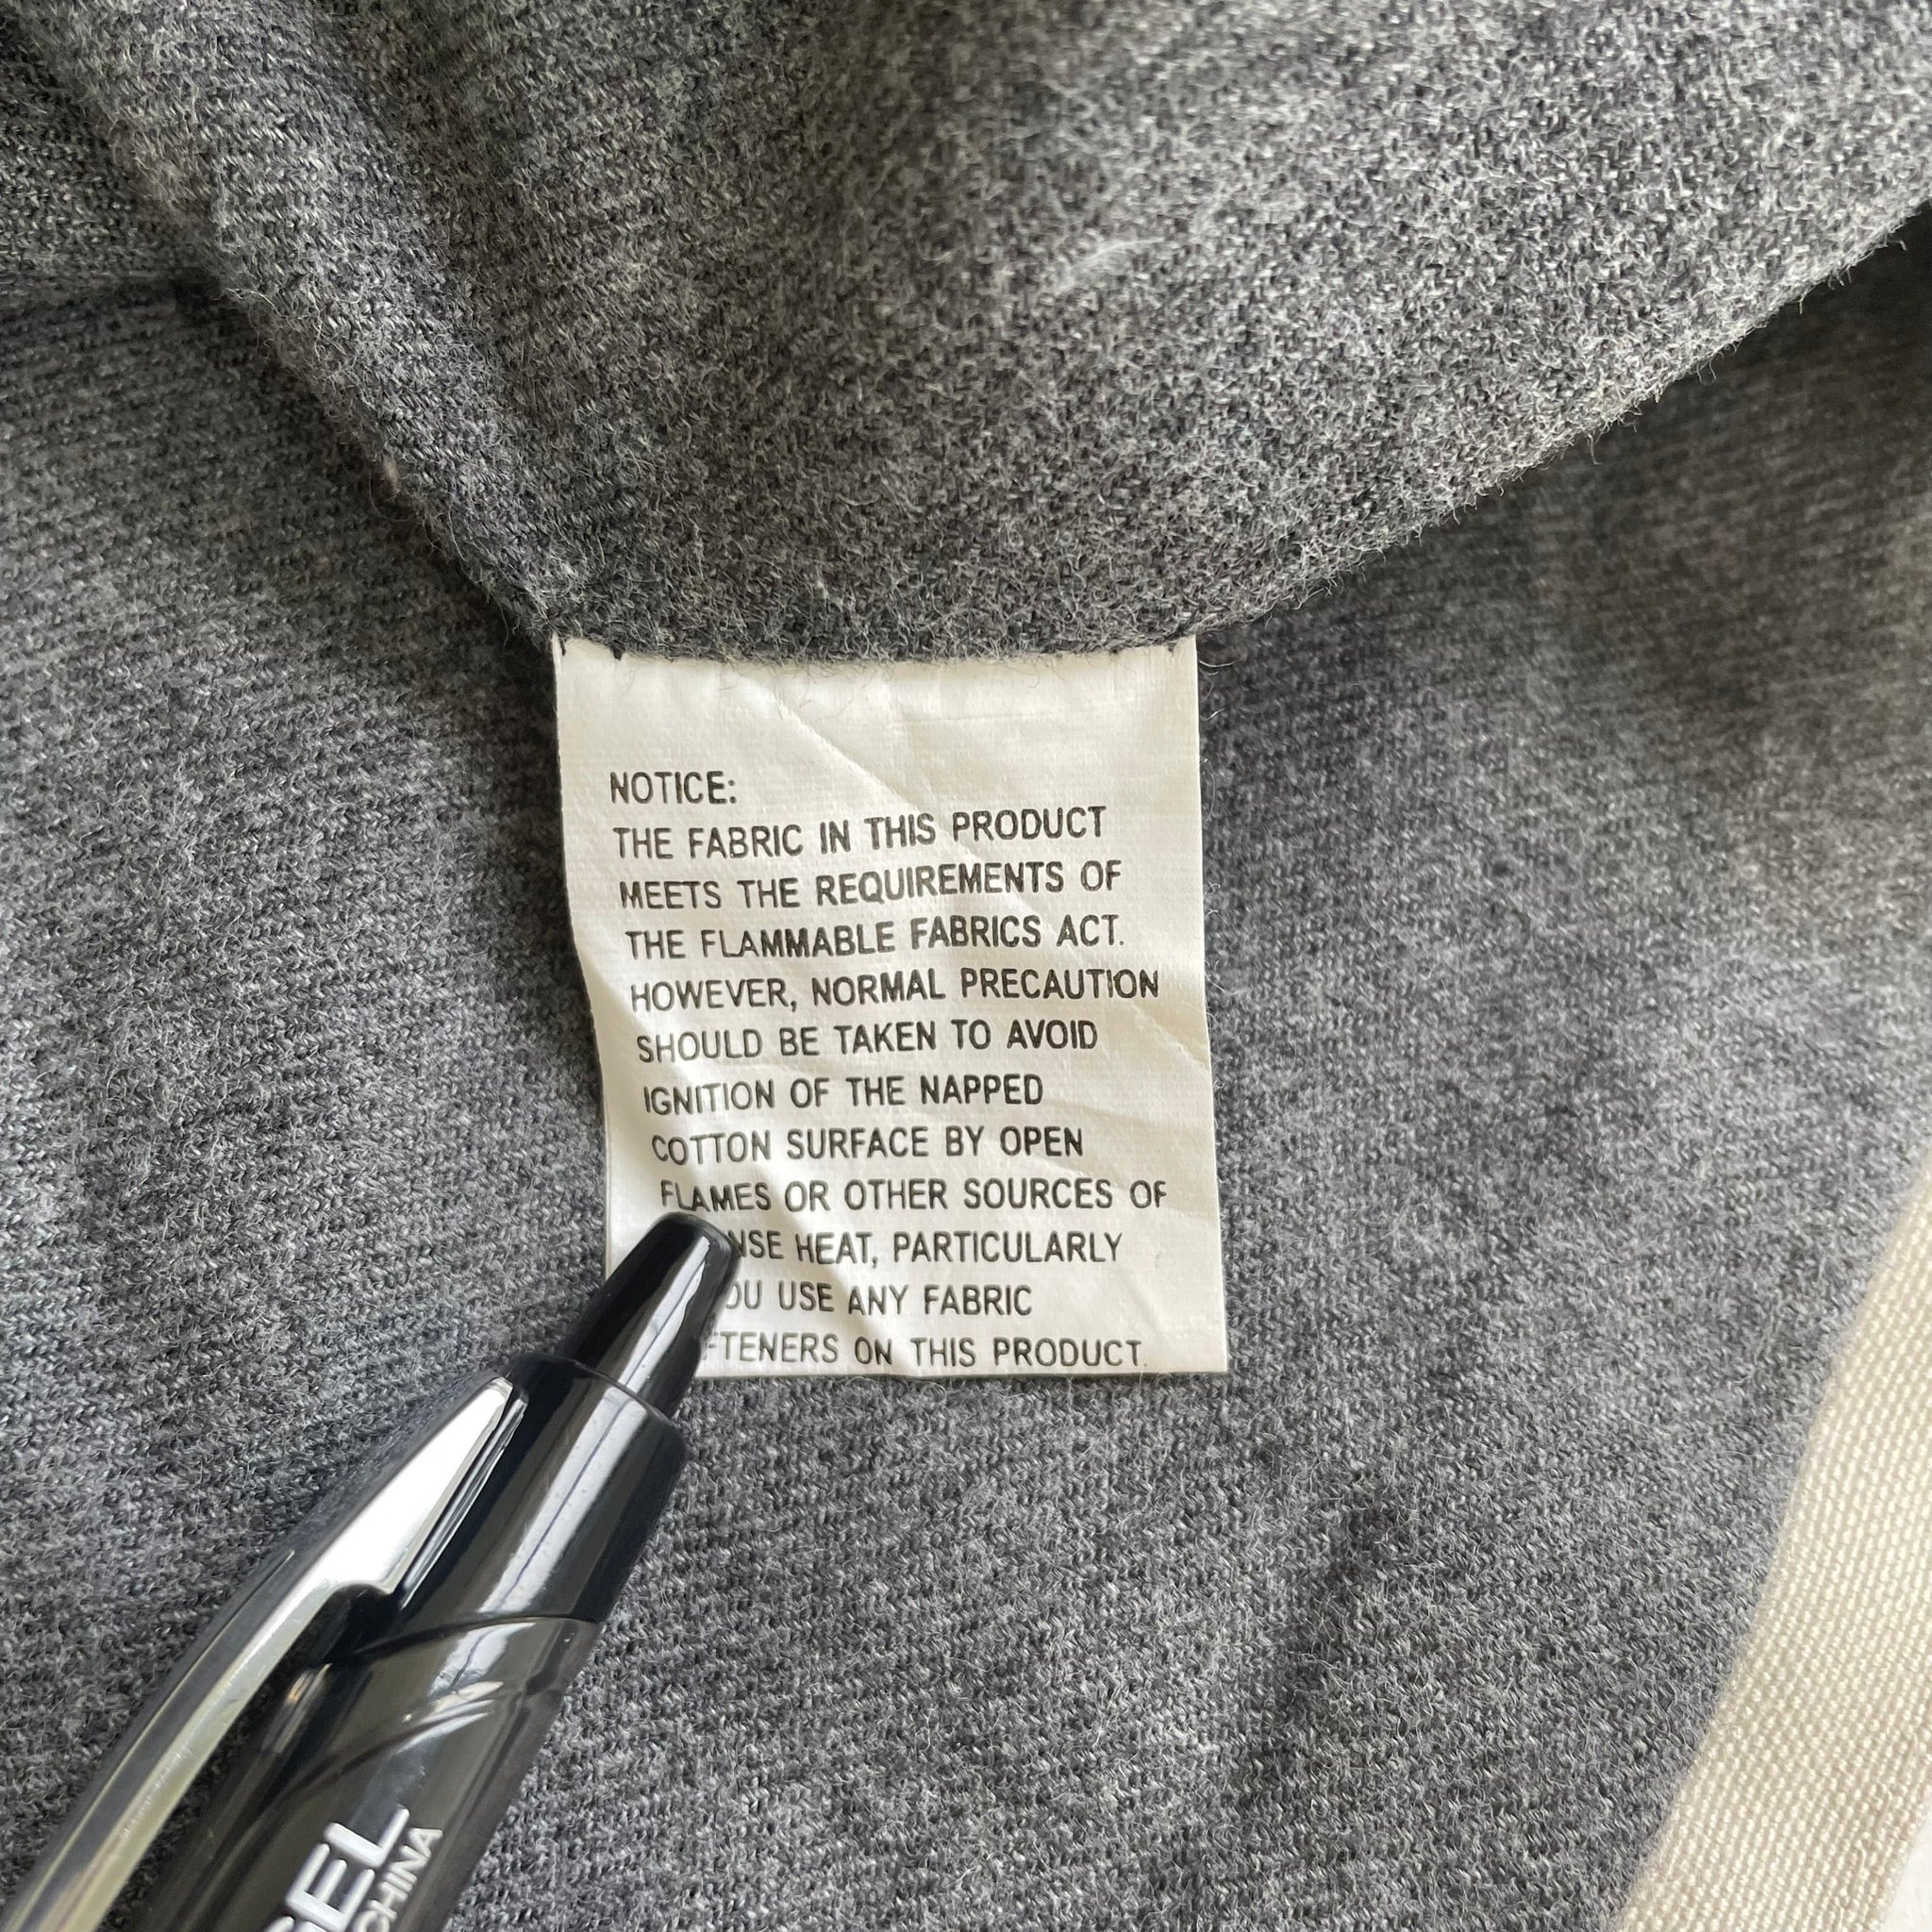 NOTICE:
THE FABRIC IN THIS PRODUCT
MEETS THE REQUIREMENTS OF
THE FLAMMABLE FABRICS ACT.
HOWEVER, NORMAL PRECAUTION
SHOULD BE TAKEN TO AVOID
IGNITION OF THE NAPPED
COTTON SURFACE BY OPEN
FLAMES OR OTHER SOURCES OF
HEAT, PARTICULARLY
USE ANY FABRIC
ON THIS PRODUCT.
CHINA